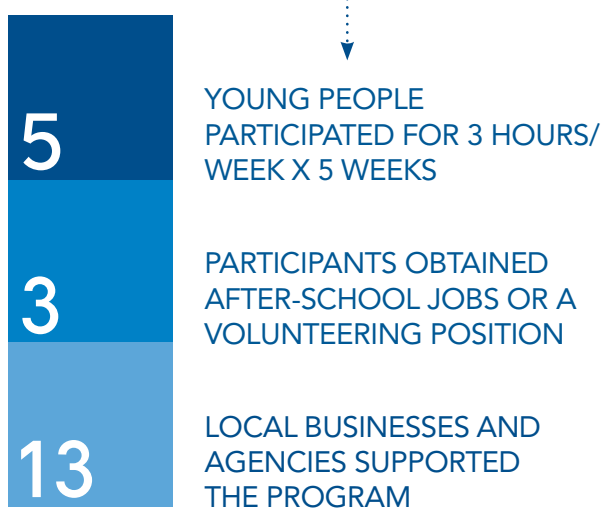 5
YOUNG PEOPLE
PARTICIPATED FOR 3 HOURS/
WEEK X 5 WEEKS
3
PARTICIPANTS OBTAINED
AFTER-SCHOOL JOBS OR A
VOLUNTEERING POSITION
13
LOCAL BUSINESSES AND
AGENCIES SUPPORTED
THE PROGRAM